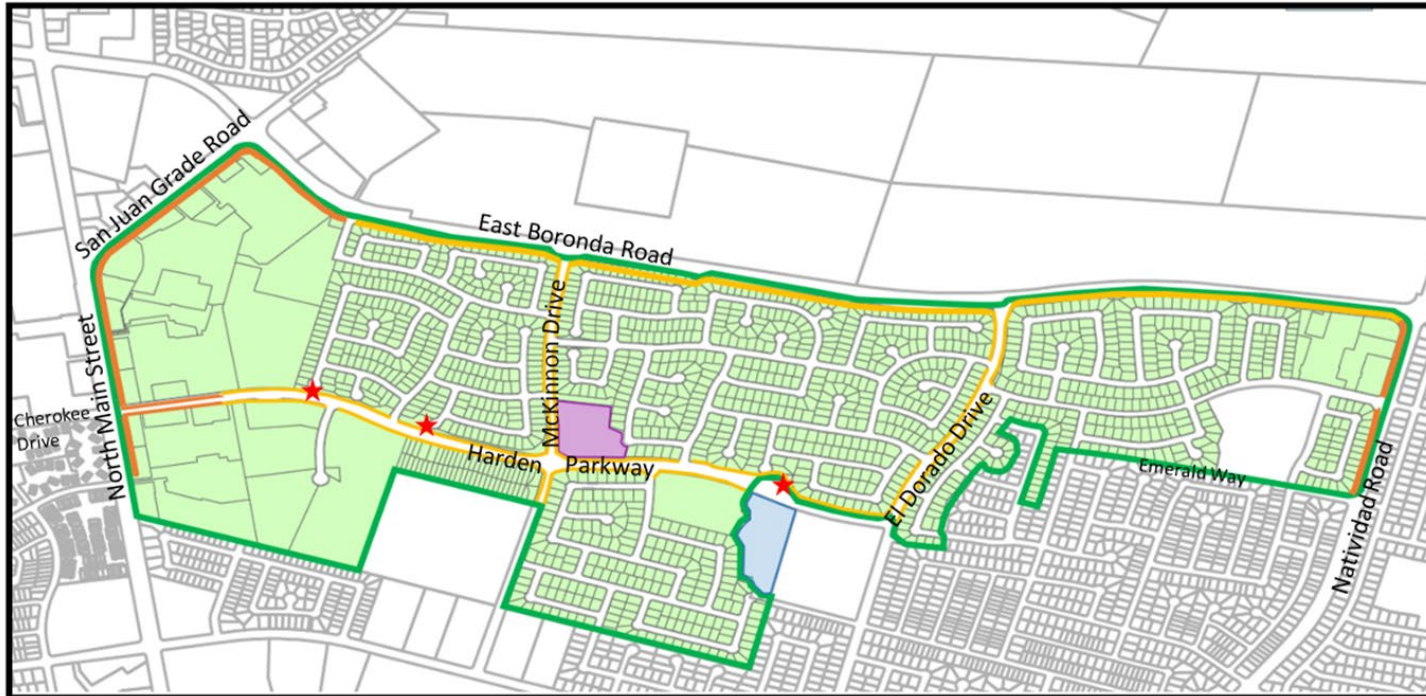 San Juan Grade Road
East Boronda Road
McKinnon Drive
North Main Street
Cherokee
Drive
Harden Parkway
El Dorado Drive
Emerald Way
Natividad Road